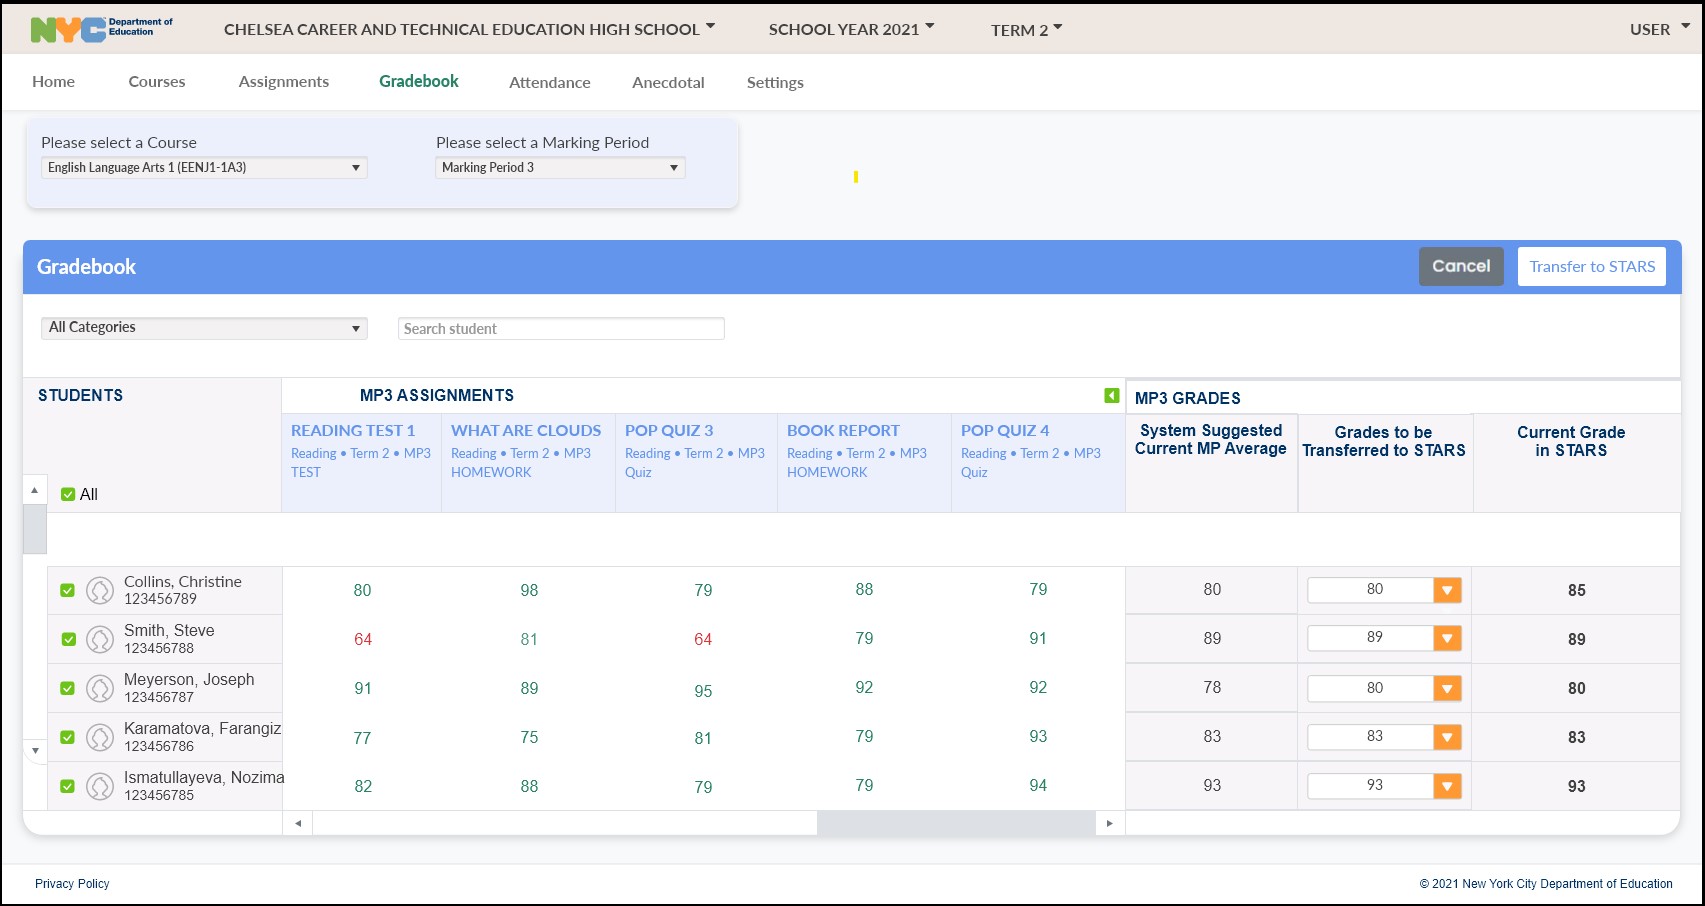 NYC Department of Education
CHELSEA CAREER AND TECHNICAL EDUCATION HIGH SCHOOL SCHOOL YEAR 2021 TERM 2 USER
Home Courses Assignments Gradebook Attendance Anecdotal Settings
Please select a Course Please select a Marking Period
English Language Arts 1 (EENJ1-1A3) Marking Period 3
Gradebook Cancel Transfer to STARS
All Categories Search student
STUDENTS MP3 ASSIGNMENTS MP3 GRADES
READING TEST 1 WHAT ARE CLOUDS POP QUIZ 3 BOOK REPORT POP QUIZ 4 System Suggested Grades to be Current Grade
Reading • Term 2 • MP3 Reading • Term 2 • MP3 Reading • Term 2 • MP3 Reading • Term 2 • MP3 Reading • Term 2 • MP3 Current MP Average Transferred to STARS in STARS
TEST HOMEWORK Quiz HOMEWORK Quiz
All
Collins, Christine 80 98 79 88 79 80 80 85
123456789
Smith, Steve 64 81 64 79 91 89 89 89
123456788
Meyerson, Joseph 91 89 95 92 92 78 80 80
123456787
Karamatova, Farangiz 77 75 81 79 93 83 83 83
123456786
Ismatullayeva, Nozima 82 88 79 79 94 93 93 93
123456785
Privacy Policy © 2021 New York City Department of Education